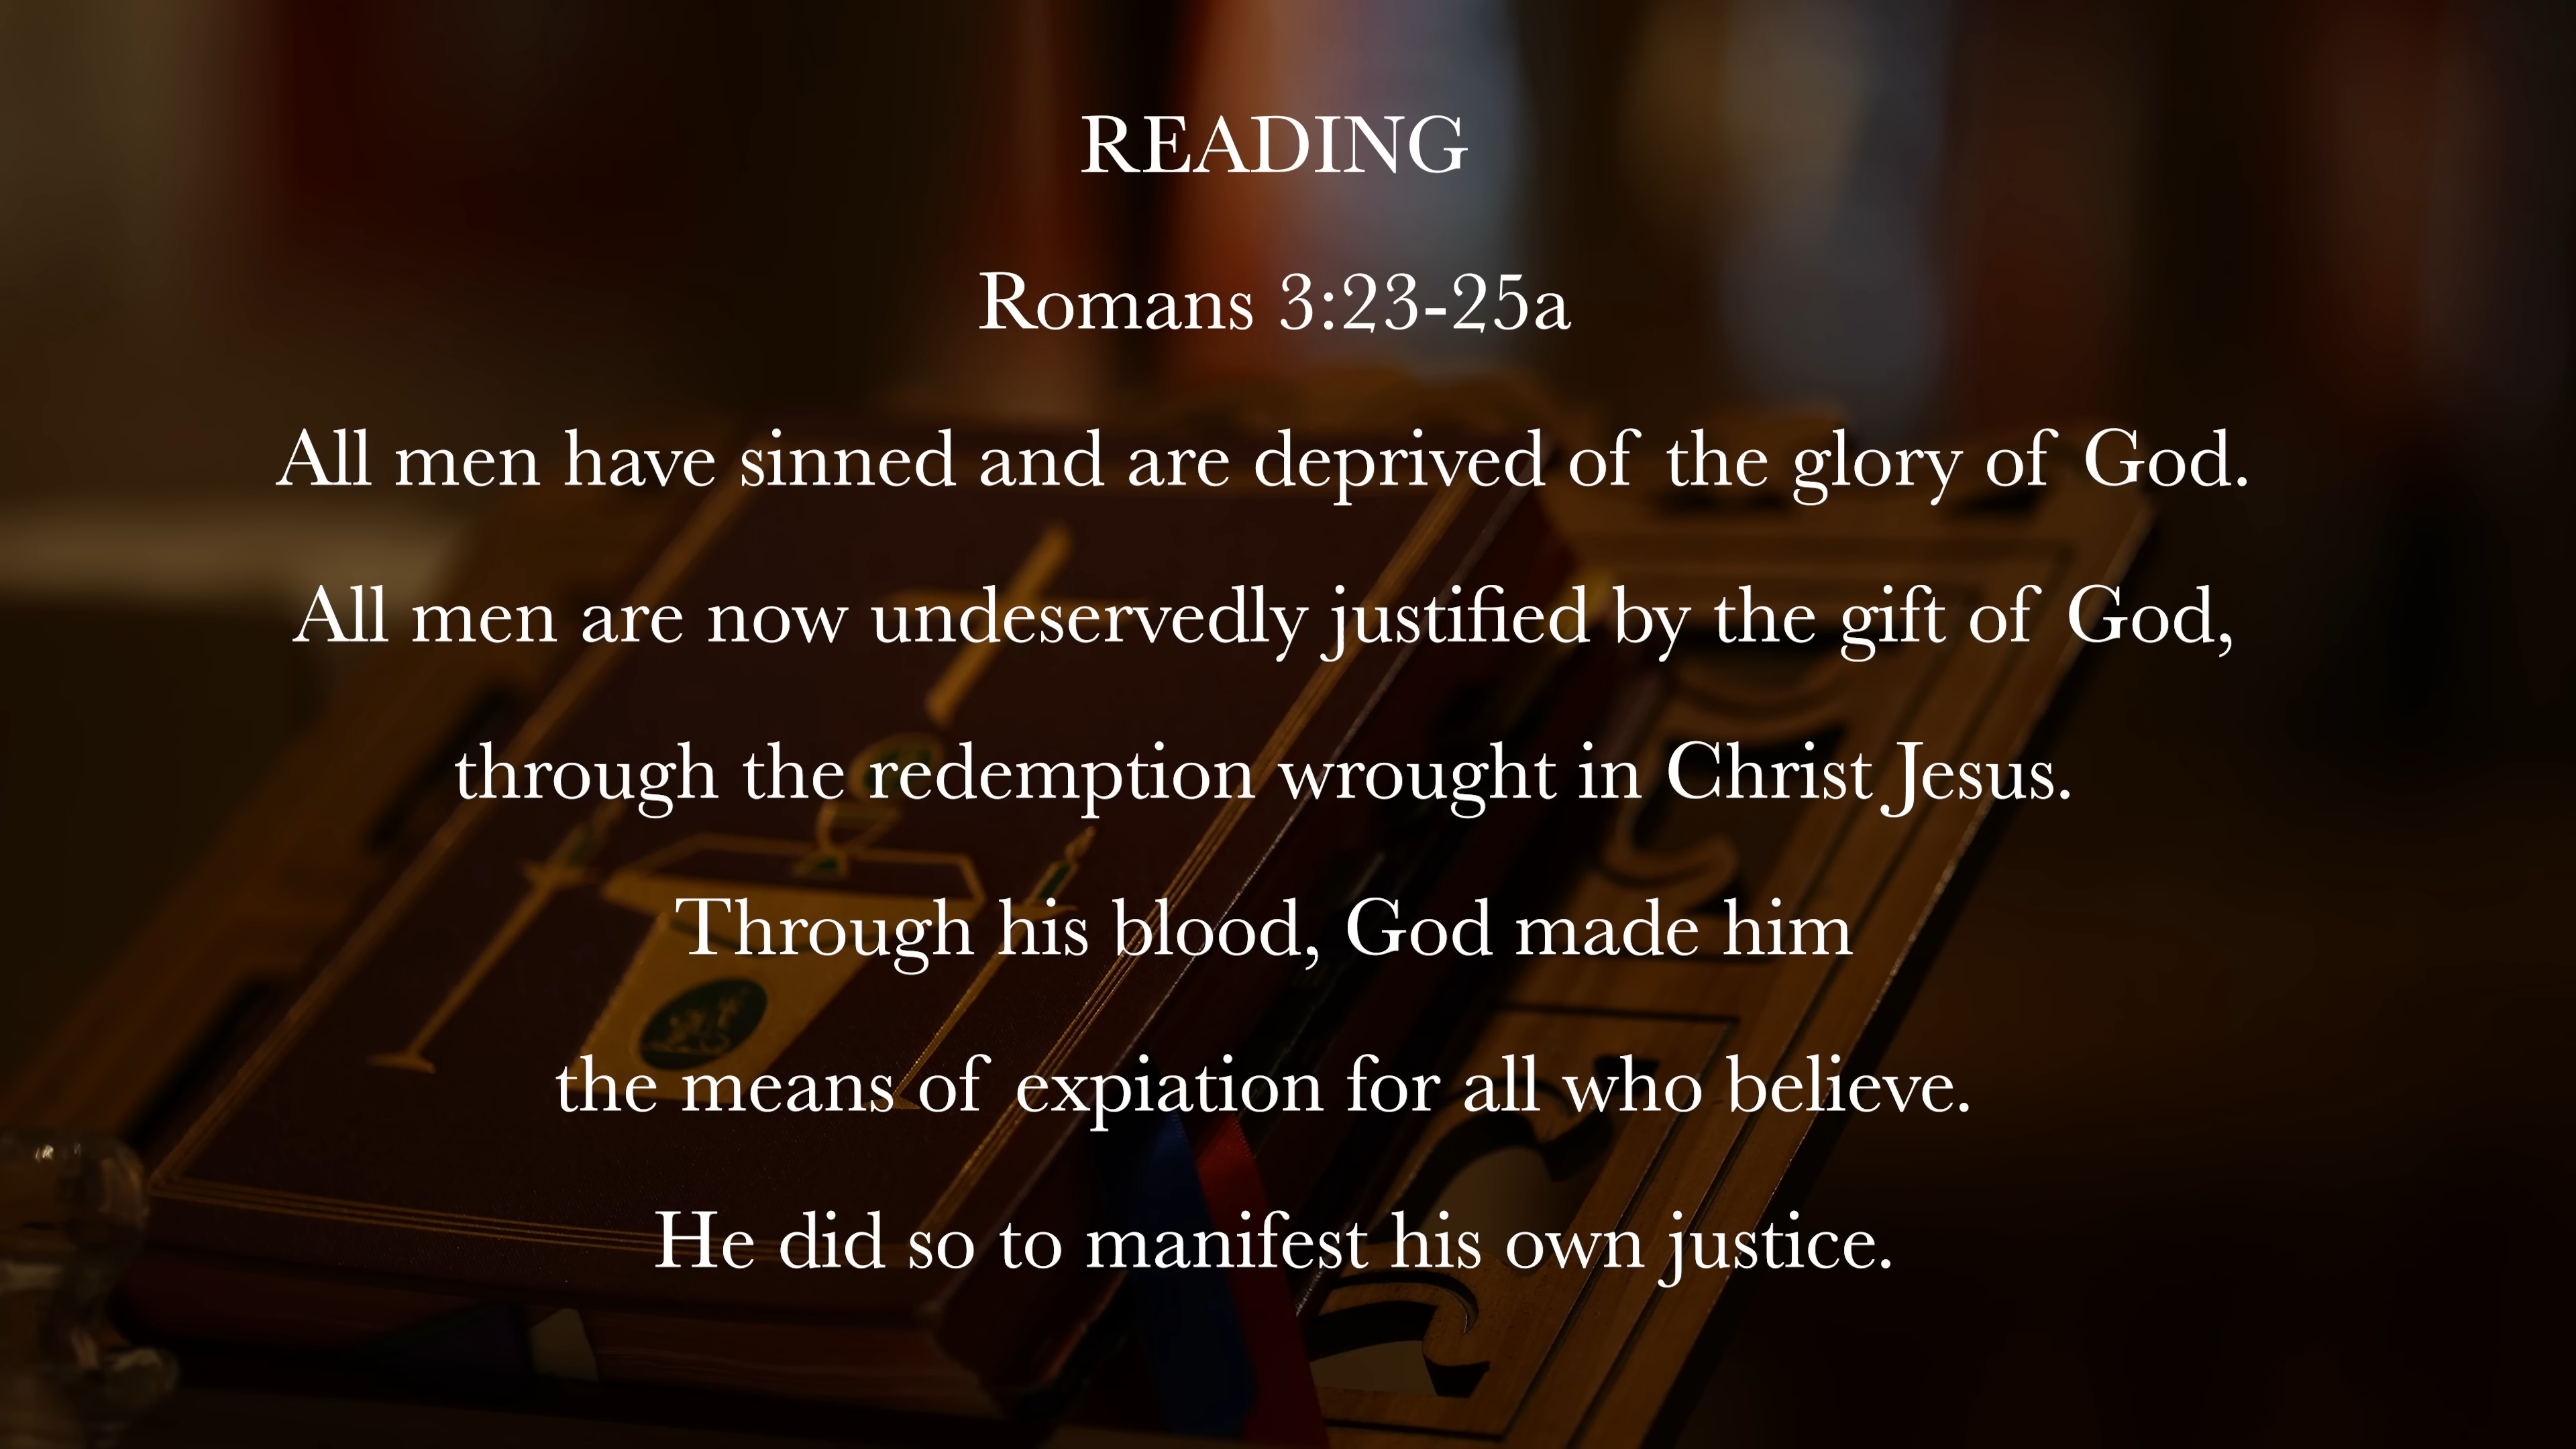 READING
Romans 3:23-25a
All men have sinned and are deprived of the glory of God.
All men are now undeservedly justified by the gift of God,
through the redemption wrought in Christ Jesus.
Through his blood, God made him
the means of expiation for all who believe.
He did so to manifest his own justice.